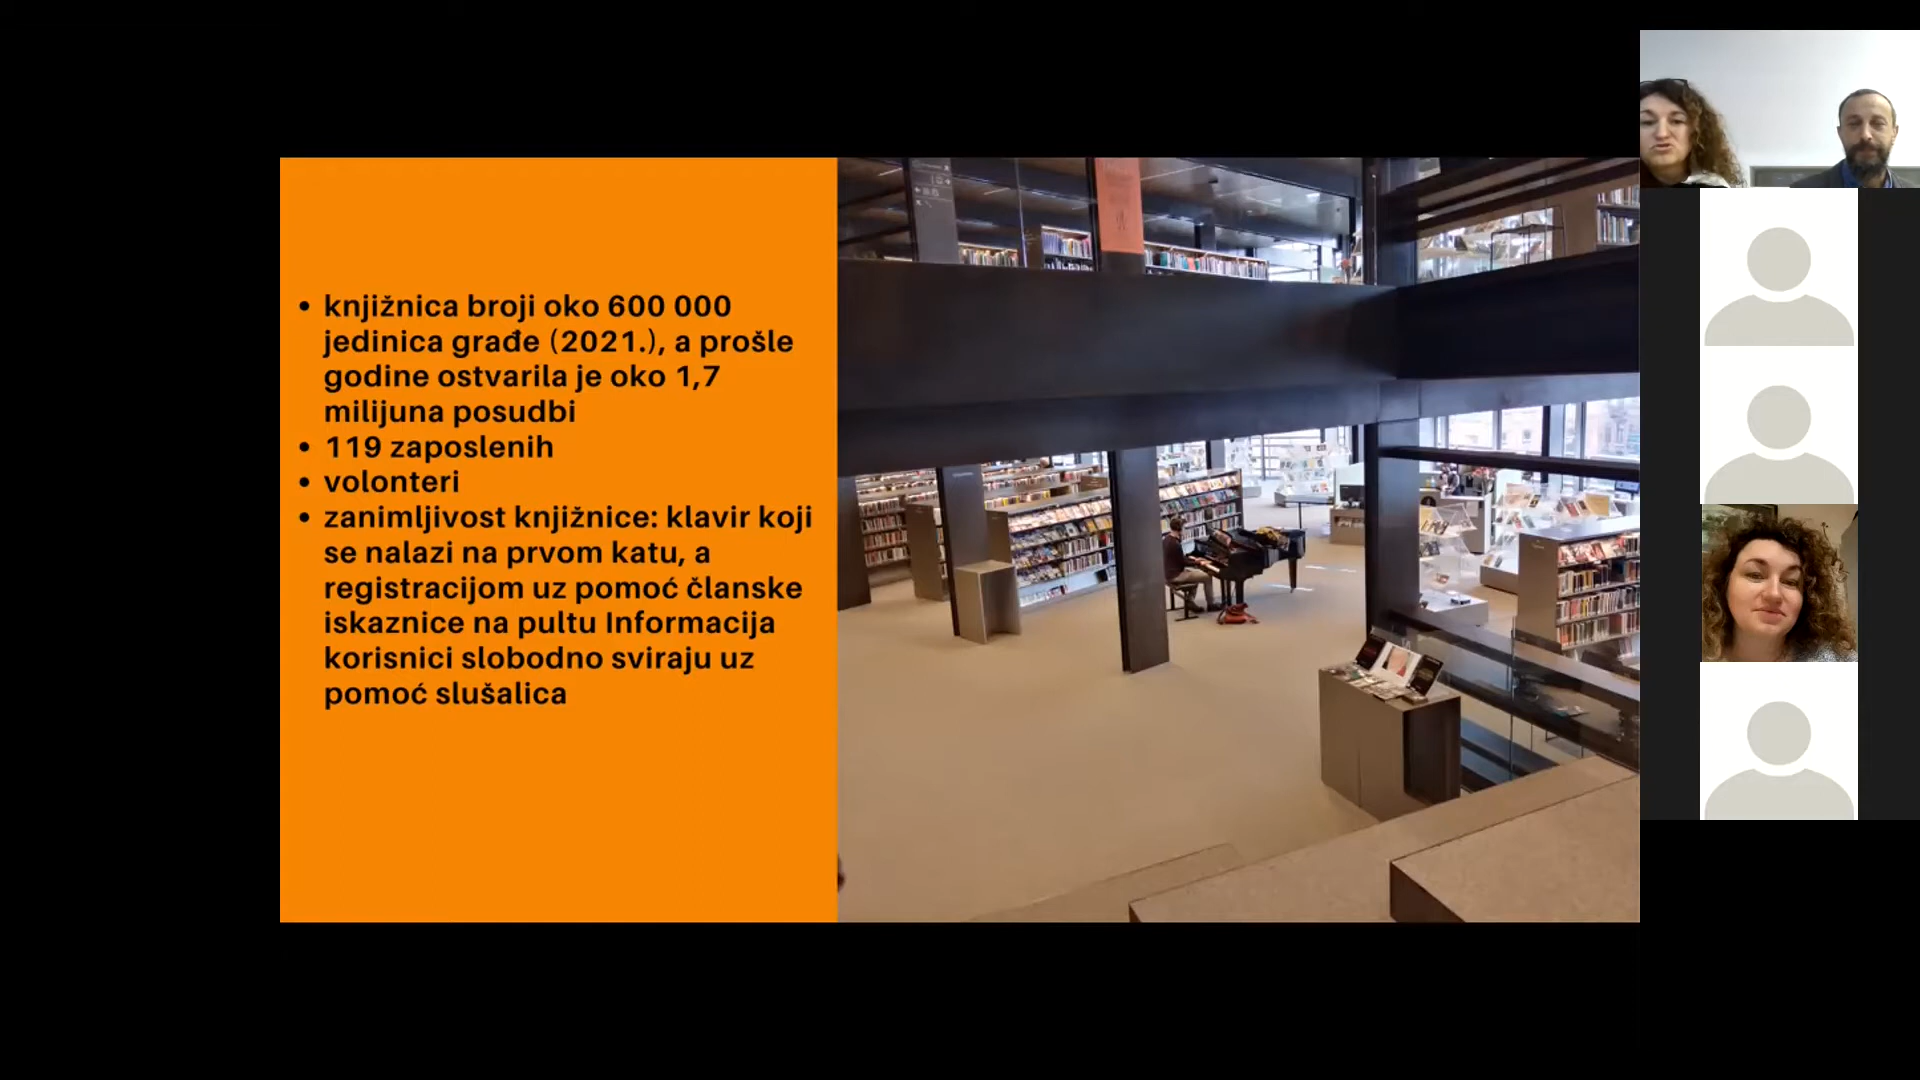 • knjižnica broji oko 600 000
jedinica građe (2021.), a prošle
godine ostvarila je oko 1,7
milijuna posudbi
• 119 zaposlenih
• volonteri
• zanimljivost knjižnice: klavir koji
se nalazi na prvom katu, a
registracijom uz pomoć članske
iskaznice na pultu Informacija
korisnici slobodno sviraju uz
pomoć slušalica